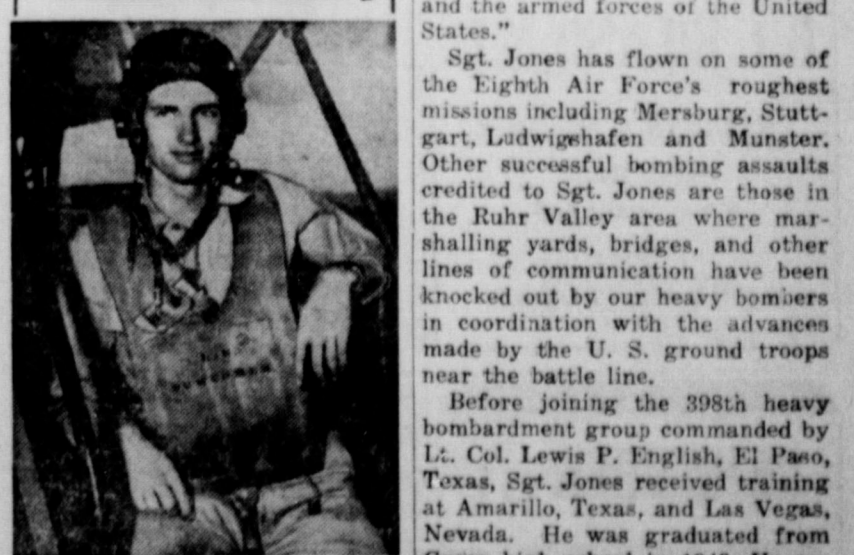 and the armed forces of the United
States."
Sgt. Jones has flown on some of
the Eighth Air Force's roughest
missions including Mersburg, Stutt-
gart, Ludwigshafen and Munster.
Other successful bombing assaults
credited to Sgt. Jones are those in
the Ruhr Valley area where mar-
shalling yards, bridges, and other
lines of communication have been
knocked out by our heavy bombers
in coordination with the advances
made by the U. S. ground troops
near the battle line.
Before joining the 398th heavy
bombardment group commanded by
Lt. Col. Lewis P. English, El Paso,
Texas, Sgt. Jones received training
at Amarillo, Texas, and Las Vegas,
Nevada. He was graduated from